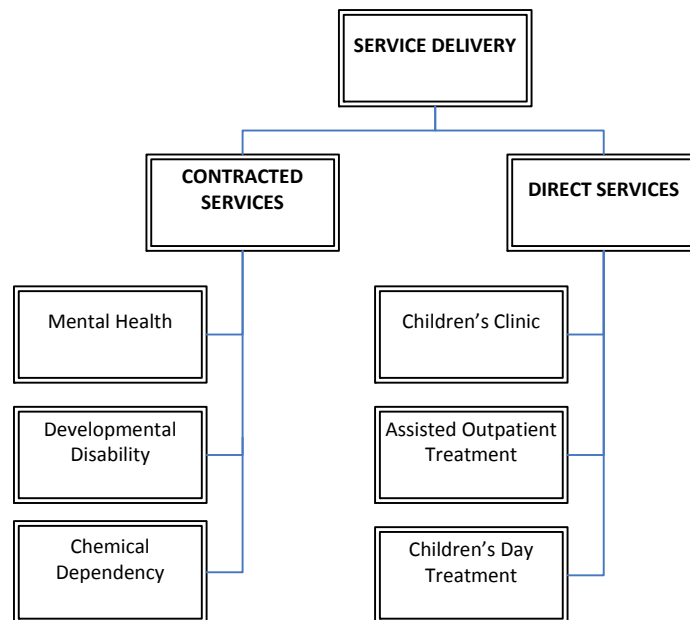 SERVICE DELIVERY
CONTRACTED
SERVICES
DIRECT SERVICES
Mental Health
Developmental
Disability
Chemical
Dependency
Children’s Clinic
Assisted Outpatient
Treatment
Children’s Day
Treatment